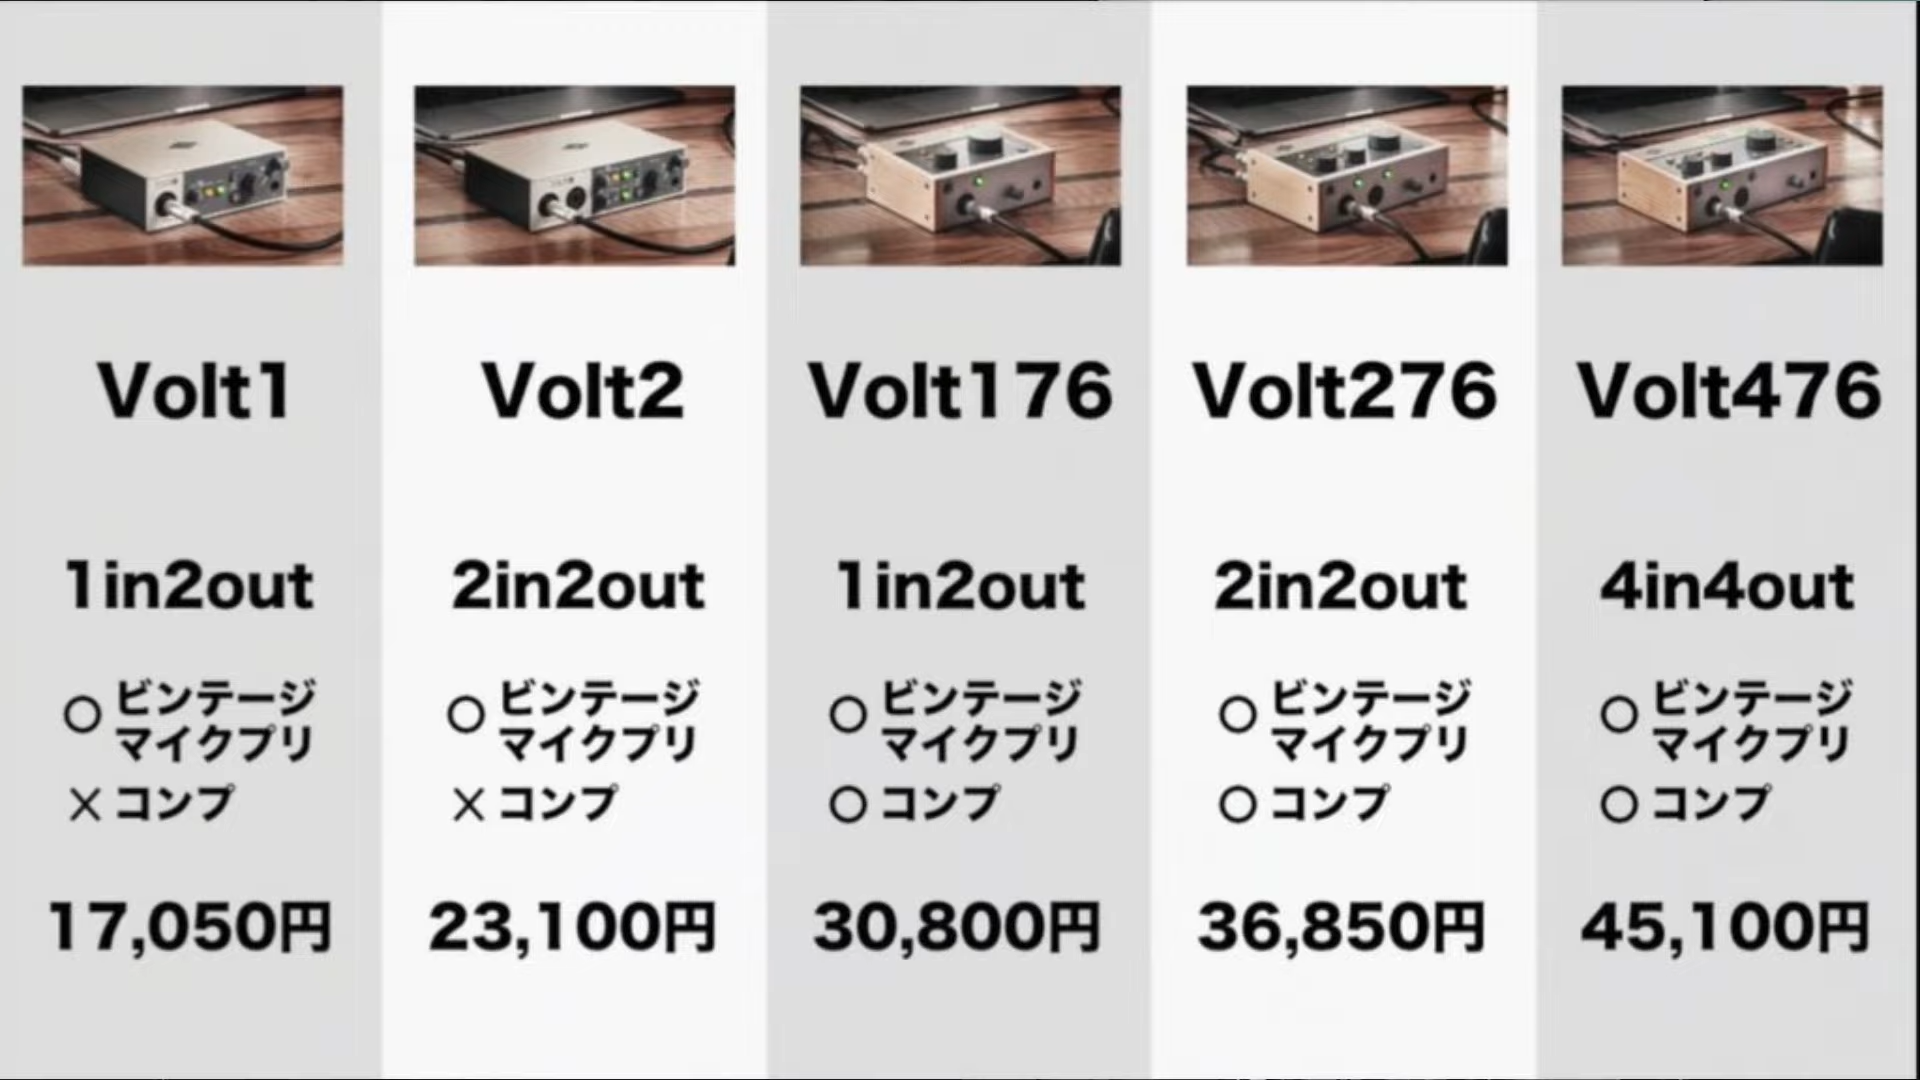 Volt1
Volt2
Volt176
Volt276
Volt476
1in2out
2in2out
1in2out
2in2out
4in4out
○ ビンテージ
マイクプリ
× コンプ
○ ビンテージ
マイクプリ
× コンプ
○ ビンテージ
マイクプリ
○ コンプ
○ ビンテージ
マイクプリ
○ コンプ
○ ビンテージ
マイクプリ
○ コンプ
17,050円
23,100円
30,800円
36,850円
45,100円